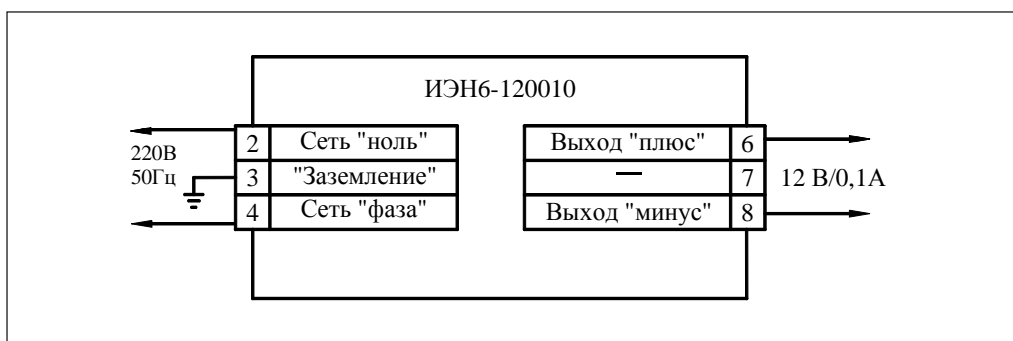 ИЭН6-120010
220В
50Гц
2 Сеть "ноль"
3 "Заземление"
4 Сеть "фаза"
Выход "плюс" 6
— 7
Выход "минус" 8
12 В/0,1А